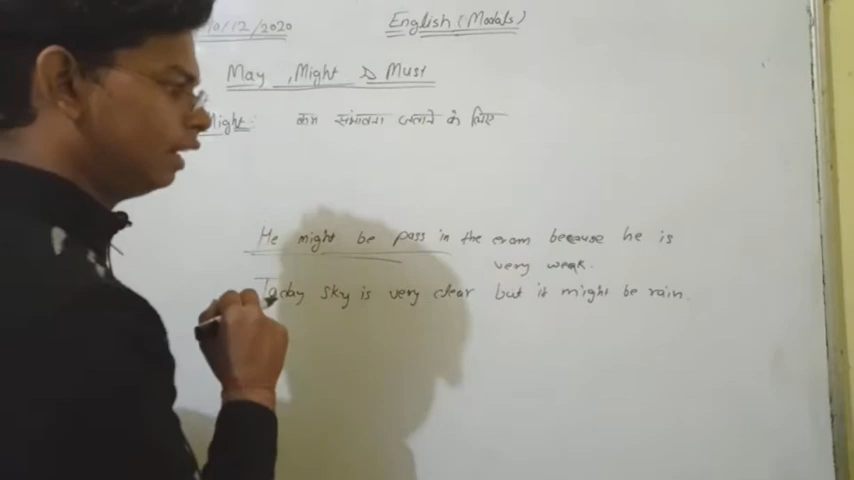 10/12/2020 English (Modals)
May, Might & Must
Might: कम संभावना जताने के लिए
He might be pass in the exam because he is
very weak.
Today sky is very clear but it might be rain.